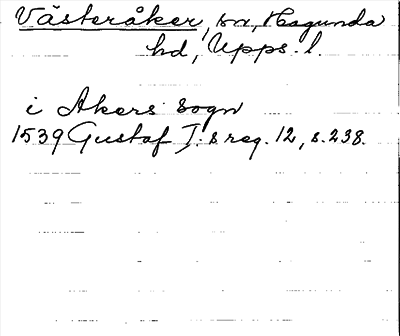 Västeråker, sn, Hagunda
hd, Upps. l.
i Akers sogn
1539 Gustaf I:s reg. 12, s. 238.